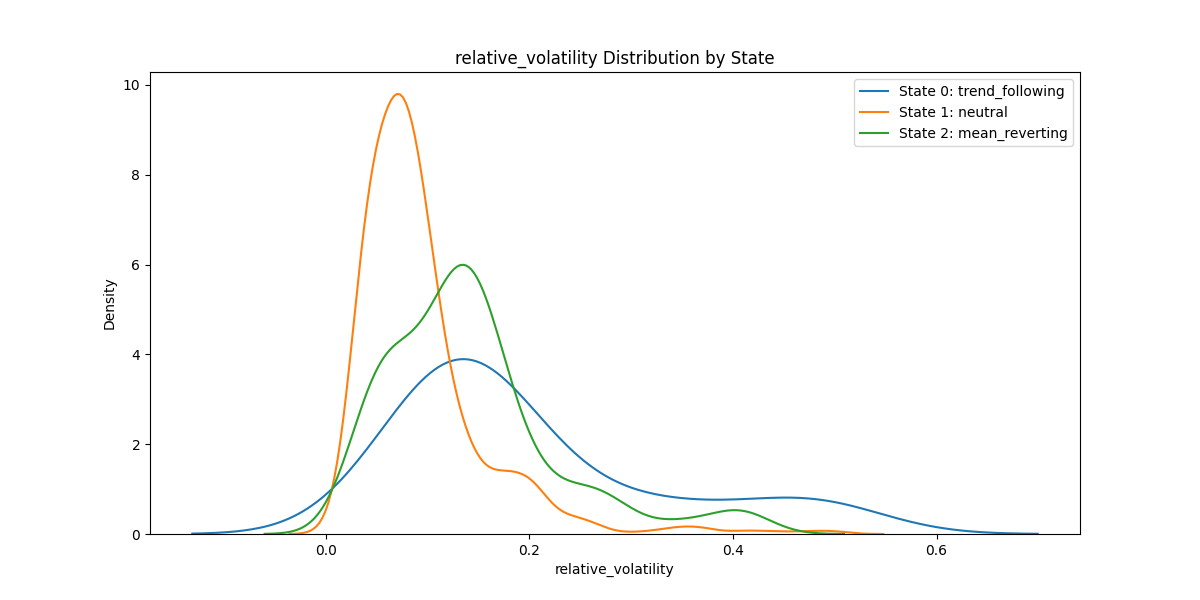 relative_volatility Distribution by State
State 0: trend_following
State 1: neutral
State 2: mean_reverting
10
8
6
4
2
0
Density
0.0 0.2 0.4 0.6
relative_volatility